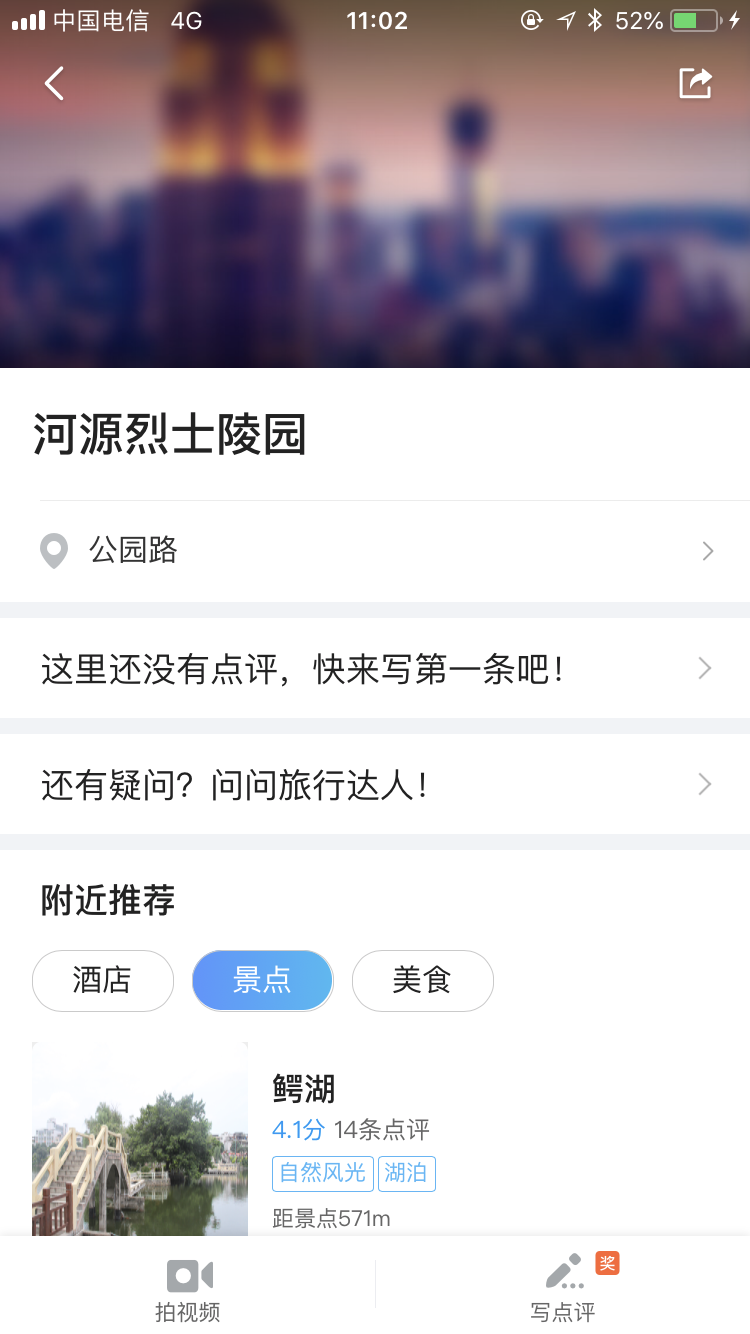 中国电信 4G 11:02 52%
河源烈士陵园
公园路
这里还没有点评，快来写第一条吧！
还有疑问？问问旅行达人！
附近推荐
酒店 景点 美食
鳄湖
4.1分 14条点评
自然风光 湖泊
距景点571m
拍视频 写点评 奖